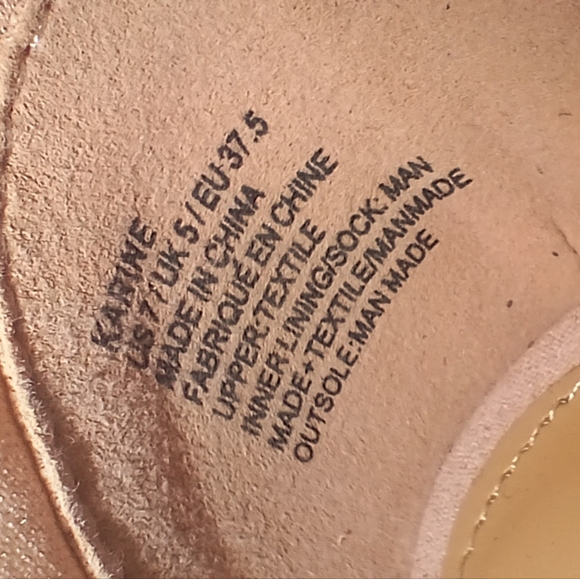 KARINE
US 7 / UK 5 / EU 37.5
MADE IN CHINA
FABRIQUE EN CHINE
UPPER:TEXTILE
INNER LINING/SOCK: MAN
MADE+TEXTILE/MANMADE
OUTSOLE:MAN MADE